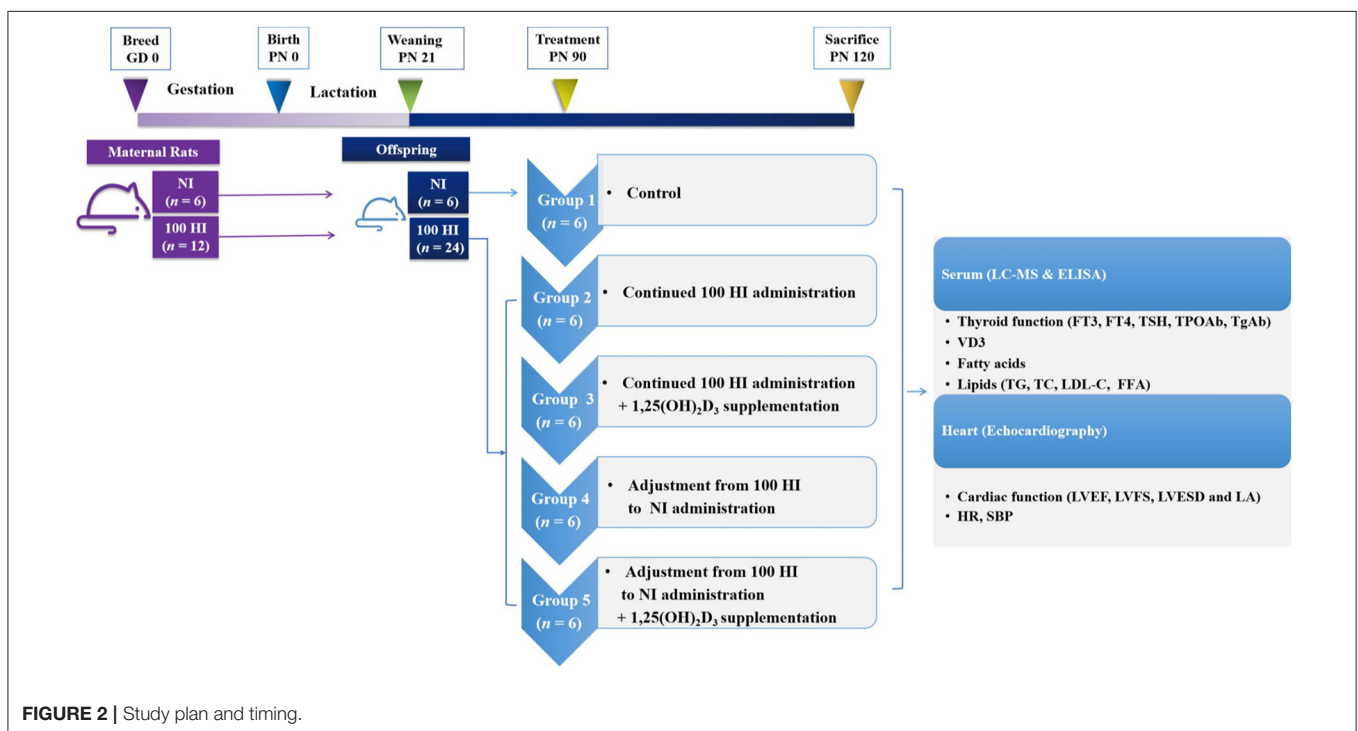 Breed
GD 0
Birth
PN 0
Weaning
PN 21
Treatment
PN 90
Sacrifice
PN 120
Gestation
Lactation
Maternal Rats
NI
(n = 6)
100 HI
(n = 12)
Offspring
NI
(n = 6)
100 HI
(n = 24)
Group 1
(n = 6)
• Control
Group 2
(n = 6)
• Continued 100 HI administration
Group 3
(n = 6)
• Continued 100 HI administration
+ 1,25(OH)₂D₃ supplementation
Group 4
(n = 6)
• Adjustment from 100 HI
to NI administration
Group 5
(n = 6)
• Adjustment from 100 HI
to NI administration
+ 1,25(OH)₂D₃ supplementation
Serum (LC-MS & ELISA)
• Thyroid function (FT3, FT4, TSH, TPOAb, TgAb)
• VD3
• Fatty acids
• Lipids (TG, TC, LDL-C, FFA)
Heart (Echocardiography)
• Cardiac function (LVEF, LVFS, LVESD and LA)
• HR, SBP
FIGURE 2 | Study plan and timing.